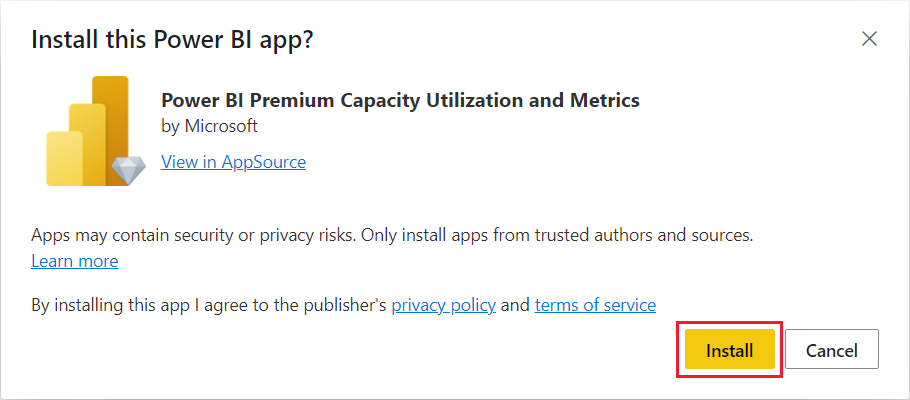 Install this Power BI app?
Power BI Premium Capacity Utilization and Metrics
by Microsoft
View in AppSource
Apps may contain security or privacy risks. Only install apps from trusted authors and sources.
Learn more
By installing this app I agree to the publisher's privacy policy and terms of service
Install
Cancel